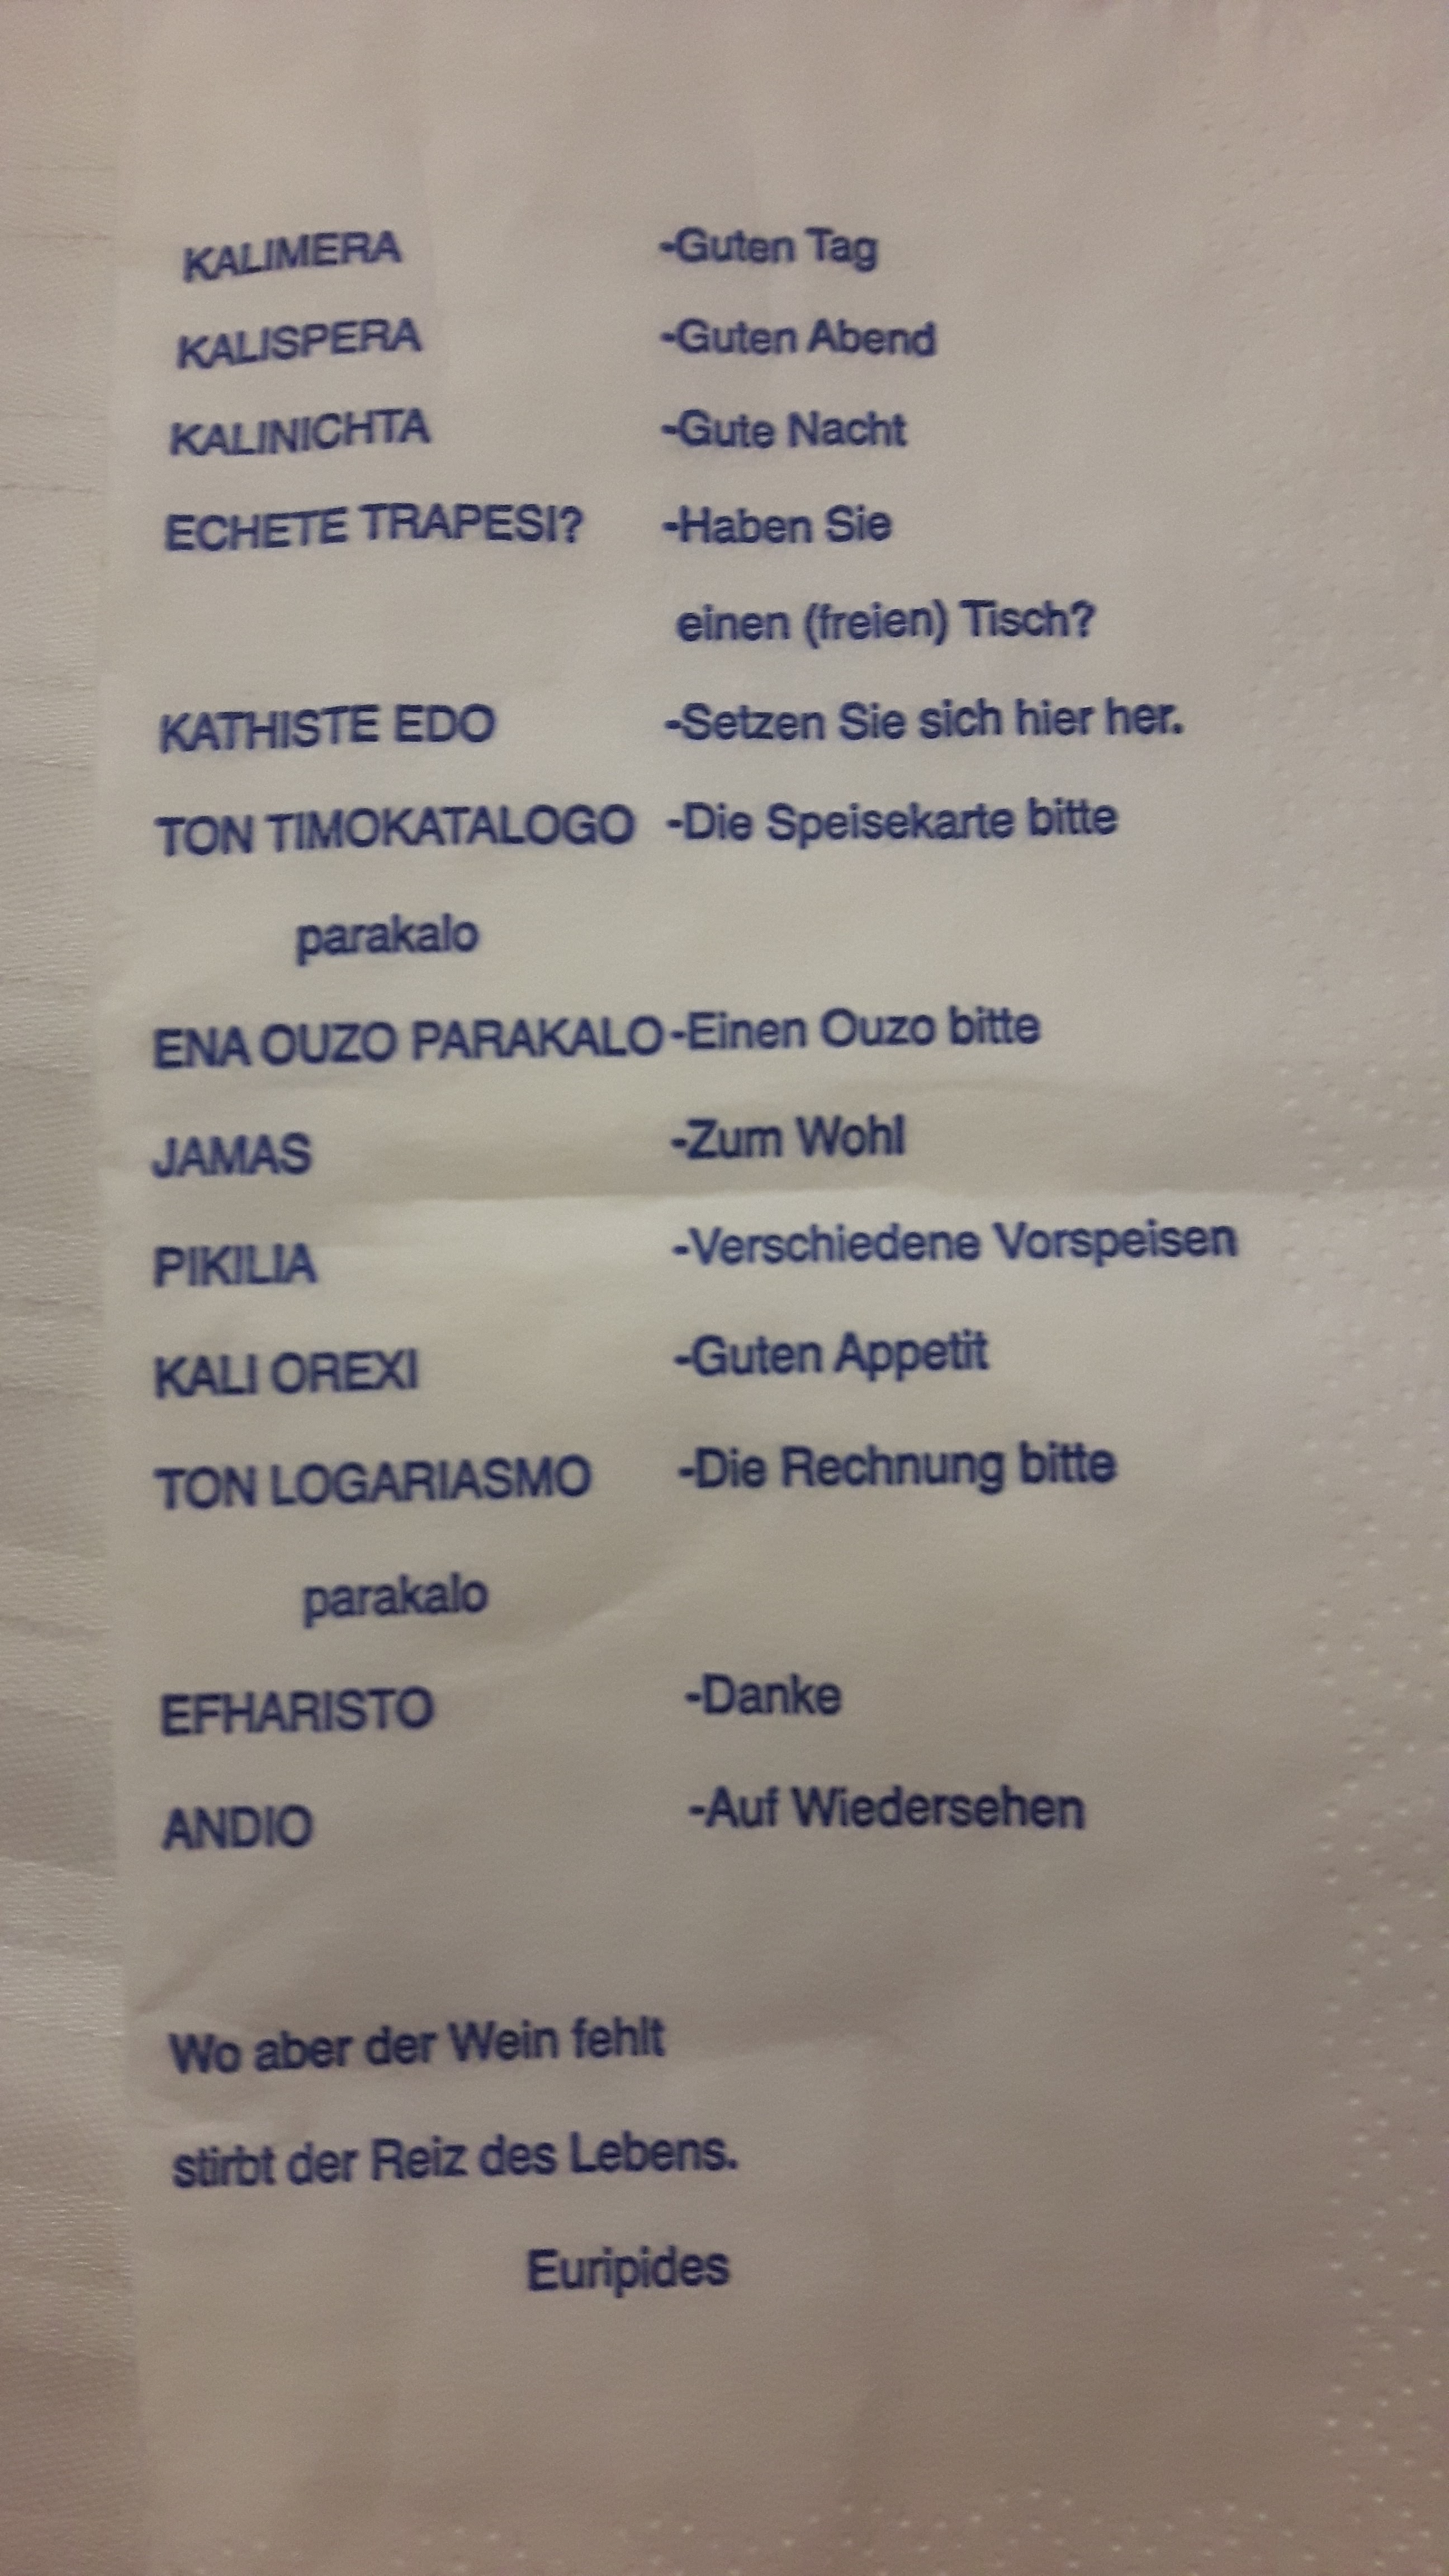 KALIMERA -Guten Tag
KALISPERA -Guten Abend
KALINICHTA -Gute Nacht
ECHETE TRAPESI? -Haben Sie
einen (freien) Tisch?
KATHISTE EDO -Setzen Sie sich hier her.
TON TIMOKATALOGO -Die Speisekarte bitte
parakalo
ENA OUZO PARAKALO -Einen Ouzo bitte
JAMAS -Zum Wohl
PIKILIA -Verschiedene Vorspeisen
KALI OREXI -Guten Appetit
TON LOGARIASMO -Die Rechnung bitte
parakalo
EFHARISTO -Danke
ANDIO -Auf Wiedersehen
Wo aber der Wein fehlt
stirbt der Reiz des Lebens.
Euripides